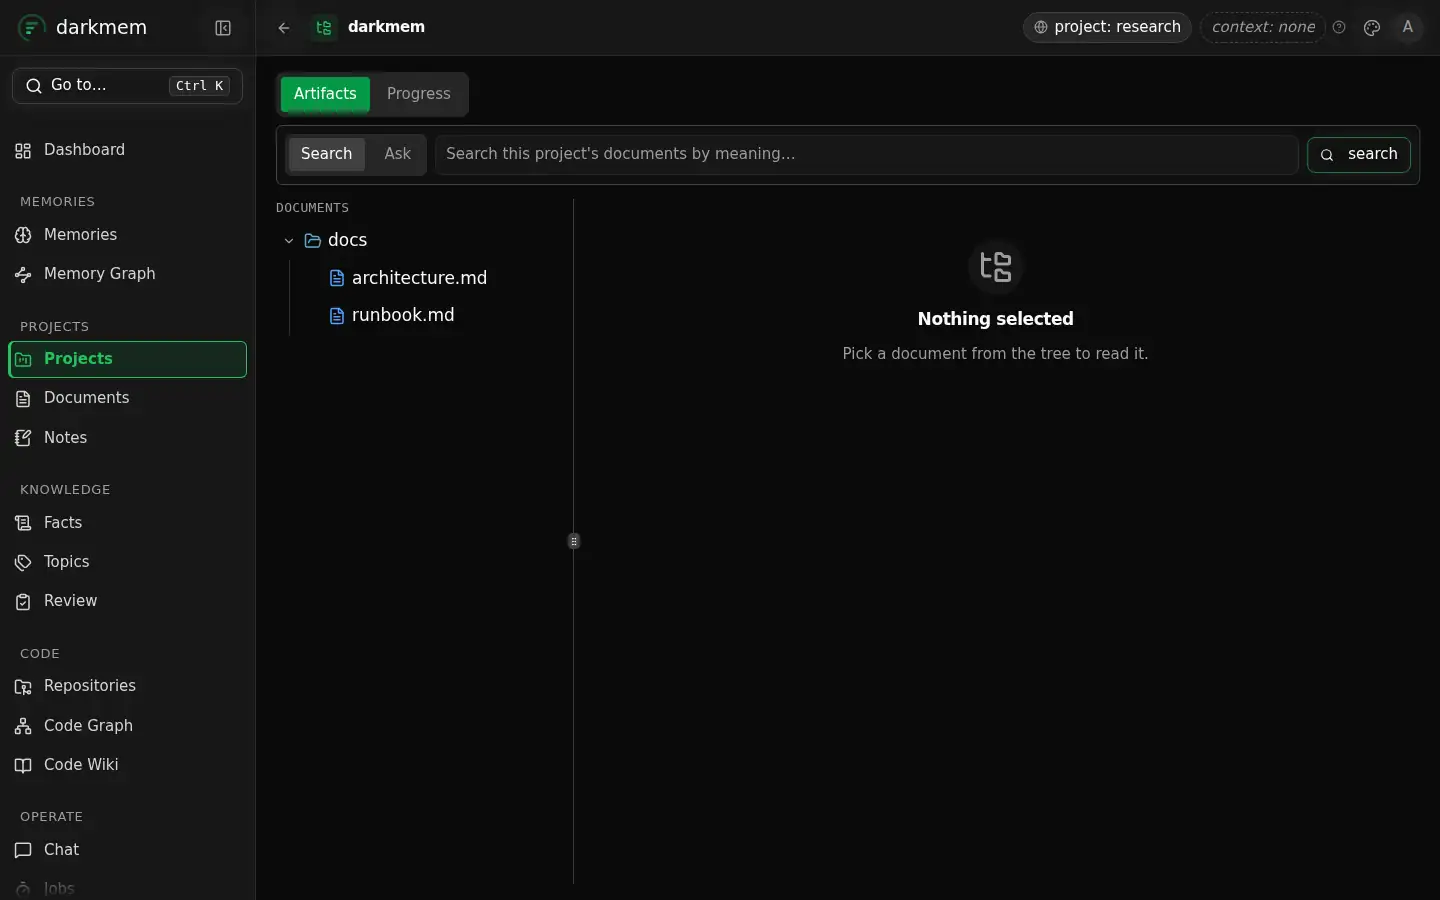 darkmem
darkmem
project: research
context: none
A
Go to...
Ctrl K
Artifacts
Progress
Search
Ask
Search this project's documents by meaning...
search
Dashboard
MEMORIES
Memories
Memory Graph
PROJECTS
Projects
Documents
Notes
KNOWLEDGE
Facts
Topics
Review
CODE
Repositories
Code Graph
Code Wiki
OPERATE
Chat
Jobs
DOCUMENTS
docs
architecture.md
runbook.md
Nothing selected
Pick a document from the tree to read it.